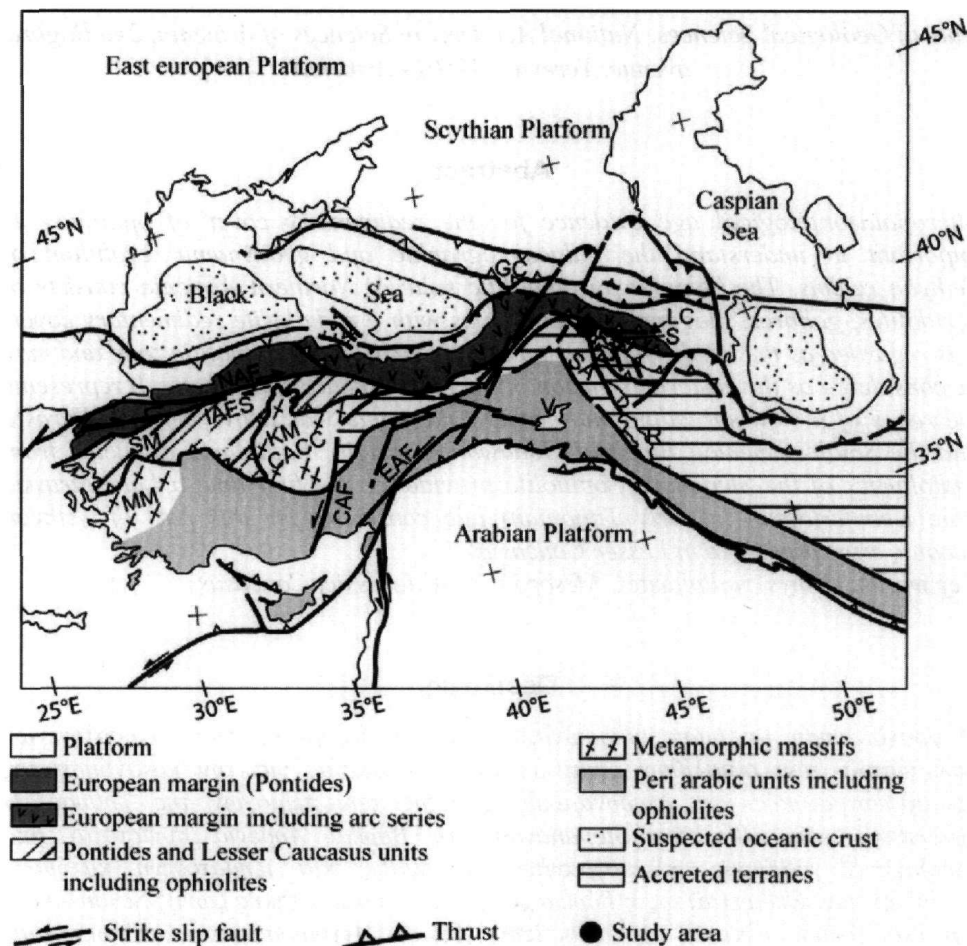 East european Platform
45°N
Scythian Platform
Caspian
Sea
45°N
40°N
GC
Black
Sea
LC
NAF
IAES
V
SM
KM
R
35°N
CACC
EAF
MM
CAF
Arabian Platform
25°E
30°E
35°E
40°E
45°E
50°E
Platform
European margin (Pontides)
European margin including arc series
Pontides and Lesser Caucasus units
including ophiolites
Metamorphic massifs
Peri arabic units including
ophiolites
Suspected oceanic crust
Accreted terranes
Strike slip fault
Thrust
Study area